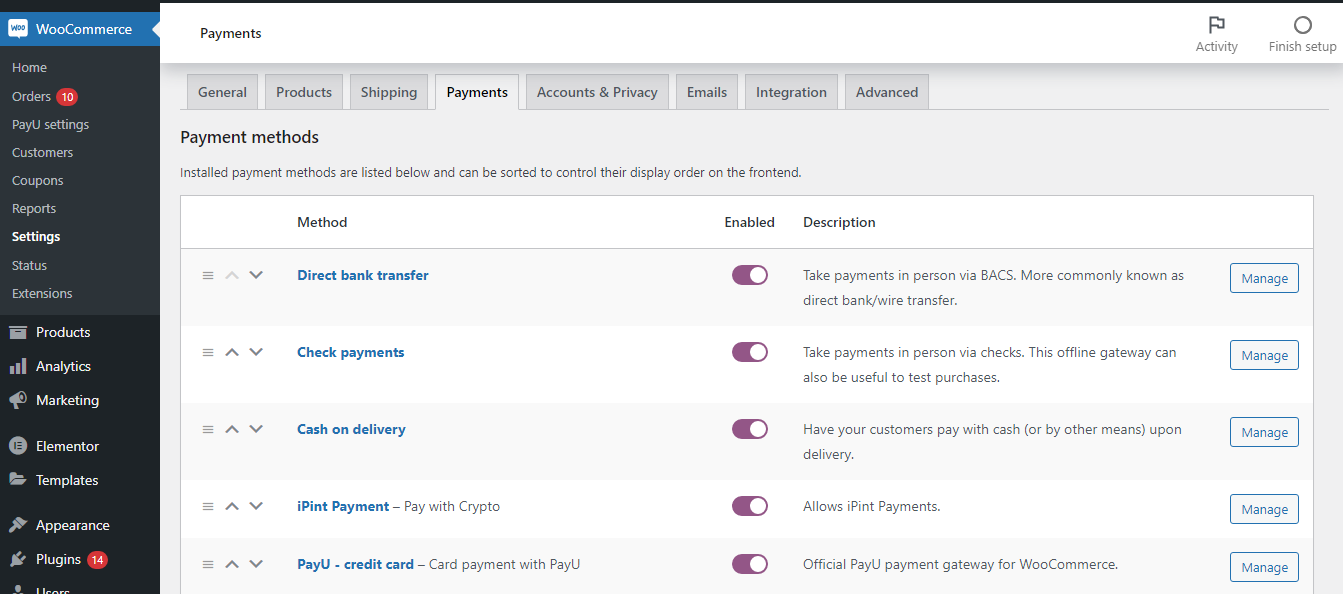 WOO WooCommerce
Home
Orders 10
PayU settings
Customers
Coupons
Reports
Settings
Status
Extensions
Products
Analytics
Marketing
Elementor
Templates
Appearance
Plugins 14
Users
Payments
Activity
Finish setup
General Products Shipping Payments Accounts & Privacy Emails Integration Advanced
Payment methods
Installed payment methods are listed below and can be sorted to control their display order on the frontend.
Method Enabled Description
Direct bank transfer
Take payments in person via BACS. More commonly known as
direct bank/wire transfer.
Manage
Check payments
Take payments in person via checks. This offline gateway can
also be useful to test purchases.
Manage
Cash on delivery
Have your customers pay with cash (or by other means) upon
delivery.
Manage
iPint Payment – Pay with Crypto
Allows iPint Payments.
Manage
PayU - credit card – Card payment with PayU
Official PayU payment gateway for WooCommerce.
Manage